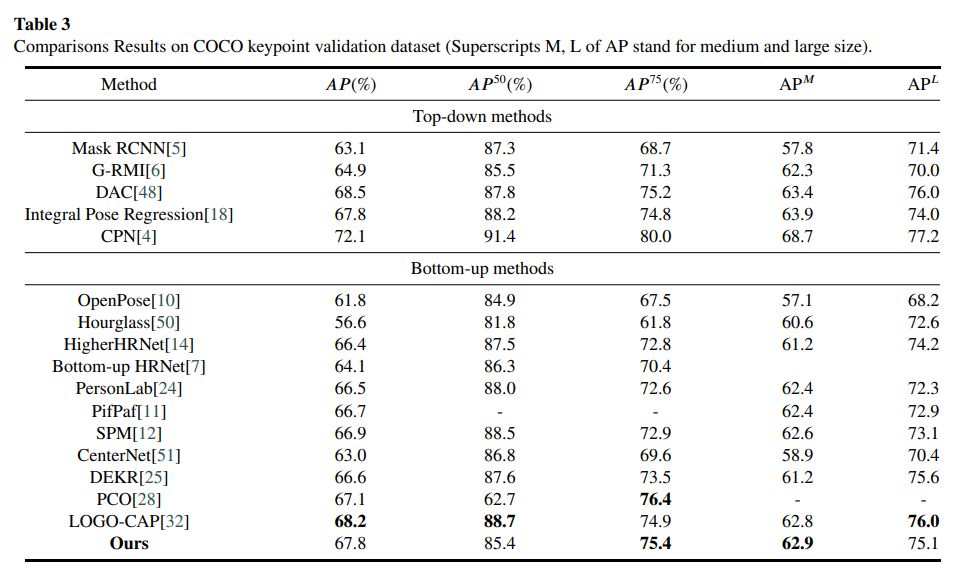 Table 3
Comparisons Results on COCO keypoint validation dataset (Superscripts M, L of AP stand for medium and large size).
Method AP(%) AP⁵⁰(%) AP⁷⁵(%) APᴹ APᴸ
Top-down methods
Mask RCNN[5] 63.1 87.3 68.7 57.8 71.4
G-RMI[6] 64.9 85.5 71.3 62.3 70.0
DAC[48] 68.5 87.8 75.2 63.4 76.0
Integral Pose Regression[18] 67.8 88.2 74.8 63.9 74.0
CPN[4] 72.1 91.4 80.0 68.7 77.2
Bottom-up methods
OpenPose[10] 61.8 84.9 67.5 57.1 68.2
Hourglass[50] 56.6 81.8 61.8 60.6 72.6
HigherHRNet[14] 66.4 87.5 72.8 61.2 74.2
Bottom-up HRNet[7] 64.1 86.3 70.4
PersonLab[24] 66.5 88.0 72.6 62.4 72.3
PifPaf[11] 66.7 - - 62.4 72.9
SPM[12] 66.9 88.5 72.9 62.6 73.1
CenterNet[51] 63.0 86.8 69.6 58.9 70.4
DEKR[25] 66.6 87.6 73.5 61.2 75.6
PCO[28] 67.1 62.7 76.4 - -
LOGO-CAP[32] 68.2 88.7 74.9 62.8 76.0
Ours 67.8 85.4 75.4 62.9 75.1